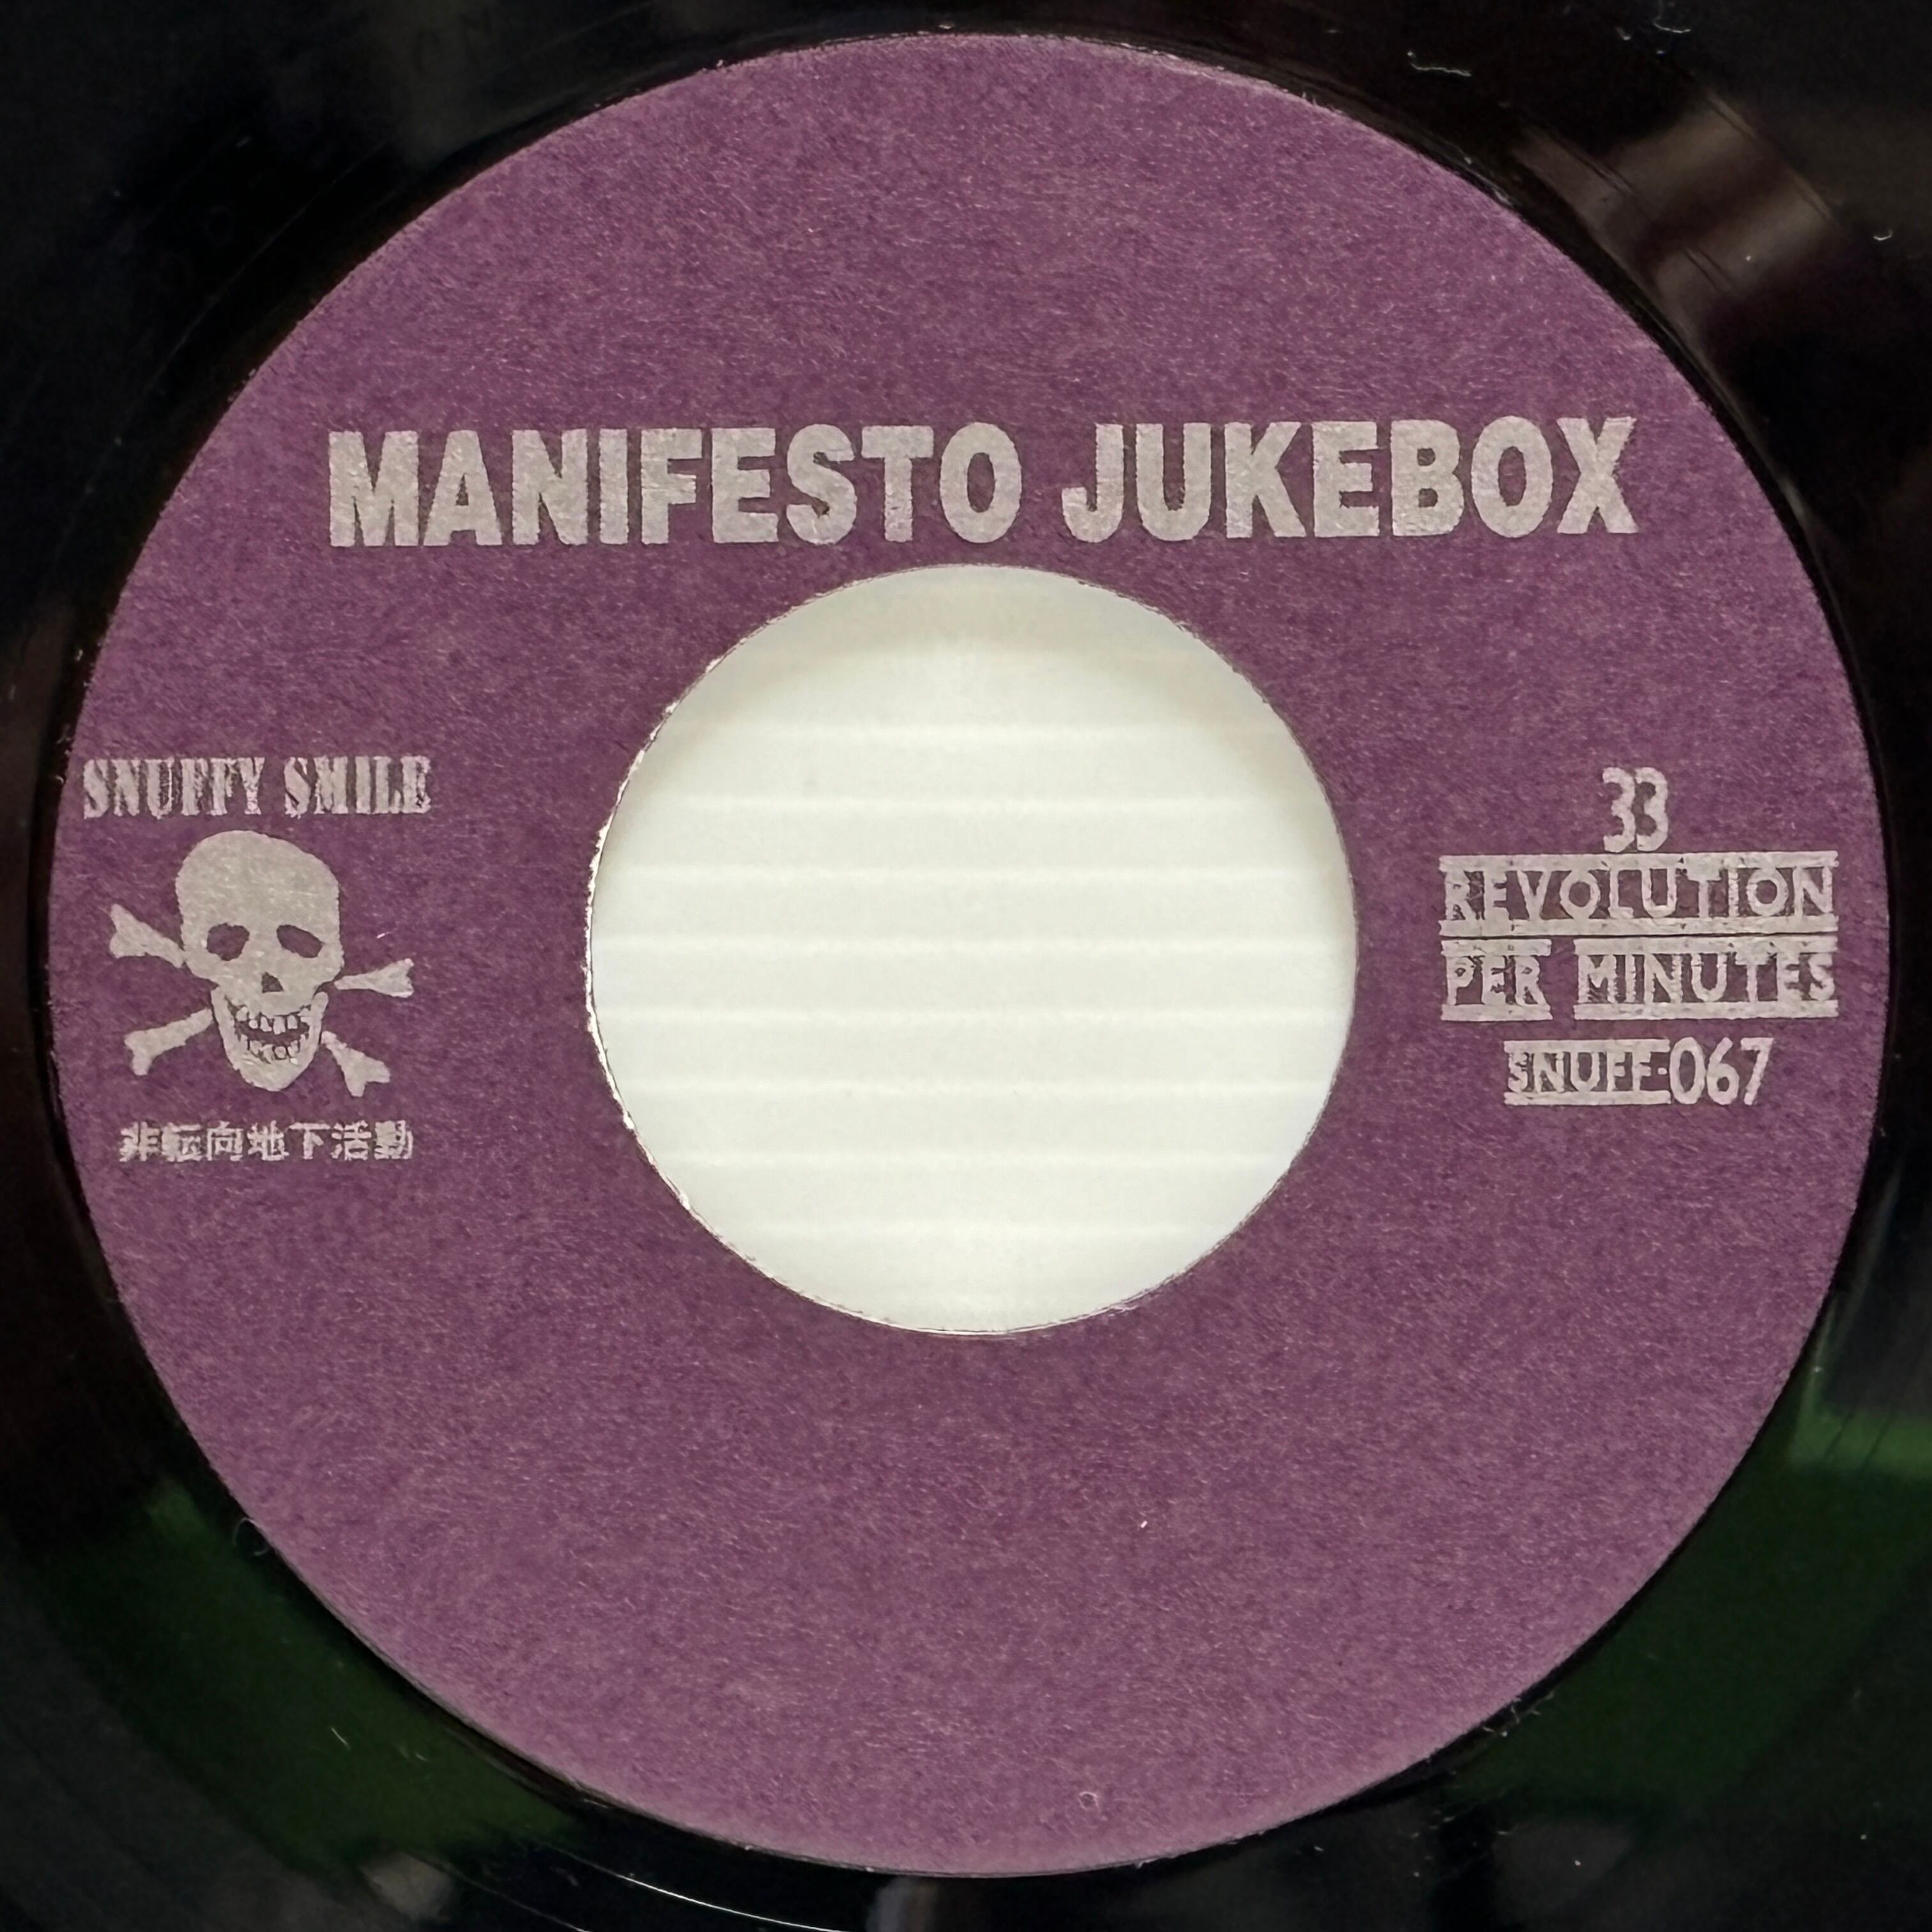 MANIFESTO JUKEBOX
SNUFFY SMILE
非転向地下活動
33
REVOLUTION
PER MINUTES
SNUFF-067